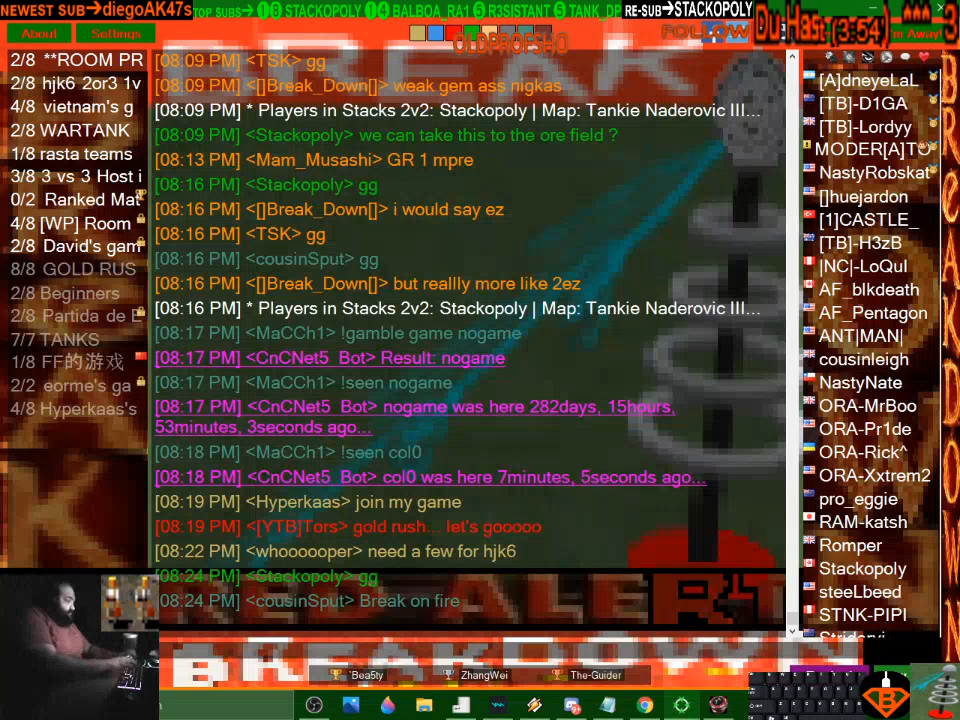 NEWEST SUB→diegoAK47s
TOP SUBS→ ⑱ STACKOPOLY ⑭ BALBOA_RA1 ⑤ R3SISTANT ⑤ TANK_DP
RE-SUB→STACKOPOLY
About
Settings
OLDPROFSHO
FOLLOW
Du Hast (3:54)
I'm Away!
2/8 **ROOM PR
2/8 hjk6 2or3 1v
4/8 vietnam's g
2/8 WARTANK
1/8 rasta teams
3/8 3 vs 3 Host i
0/2 Ranked Mat
4/8 [WP] Room
2/8 David's gam
8/8 GOLD RUS
2/8 Beginners
2/8 Partida de E
7/7 TANKS
1/8 FF的游戏
2/2 eorme's ga
4/8 Hyperkaas's
[08:09 PM] <TSK> gg
[08:09 PM] <[]Break_Down[]> weak gem ass nigkas
[08:09 PM] * Players in Stacks 2v2: Stackopoly | Map: Tankie Naderovic III...
[08:09 PM] <Stackopoly> we can take this to the ore field ?
[08:13 PM] <Mam_Musashi> GR 1 mpre
[08:16 PM] <Stackopoly> gg
[08:16 PM] <[]Break_Down[]> i would say ez
[08:16 PM] <TSK> gg
[08:16 PM] <cousinSput> gg
[08:16 PM] <[]Break_Down[]> but reallly more like 2ez
[08:16 PM] * Players in Stacks 2v2: Stackopoly | Map: Tankie Naderovic III...
[08:17 PM] <MaCCh1> !gamble game nogame
[08:17 PM] <CnCNet5_Bot> Result: nogame
[08:17 PM] <MaCCh1> !seen nogame
[08:17 PM] <CnCNet5_Bot> nogame was here 282days, 15hours,
53minutes, 3seconds ago...
[08:18 PM] <MaCCh1> !seen col0
[08:18 PM] <CnCNet5_Bot> col0 was here 7minutes, 5seconds ago...
[08:19 PM] <Hyperkaas> join my game
[08:19 PM] <[YTB]Tors> gold rush... let's gooooo
[08:22 PM] <whoooooper> need a few for hjk6
[08:24 PM] <Stackopoly> gg
[08:24 PM] <cousinSput> Break on fire
[A]dneyeLaL
[TB]-D1GA
[TB]-Lordyy
MODER[A]T
NastyRobskat
[]huejardon
[1]CASTLE_
[TB]-H3zB
|NC|-LoQuI
AF_blkdeath
AF_Pentagon
ANT|MAN|
cousinleigh
NastyNate
ORA-MrBoo
ORA-Pr1de
ORA-Rick^
ORA-Xxtrem2
pro_eggie
RAM-katsh
Romper
Stackopoly
steeLbeed
STNK-PIPI
BREAKDOWN
`Bea5ty
ZhangWei
The-Guider